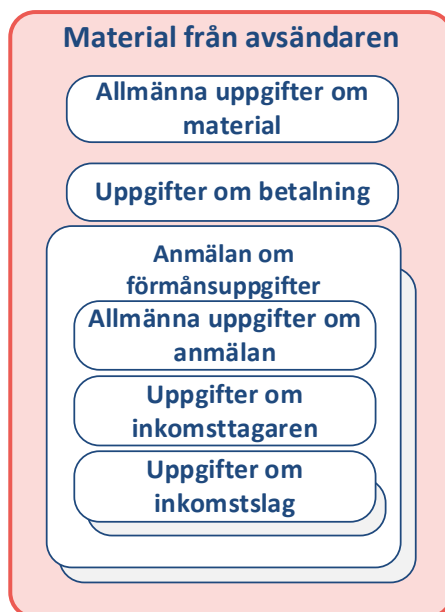 Material från avsändaren
Allmänna uppgifter om
material
Uppgifter om betalning
Anmälan om
förmånsuppgifter
Allmänna uppgifter om
anmälan
Uppgifter om
inkomsttagaren
Uppgifter om
inkomstslag